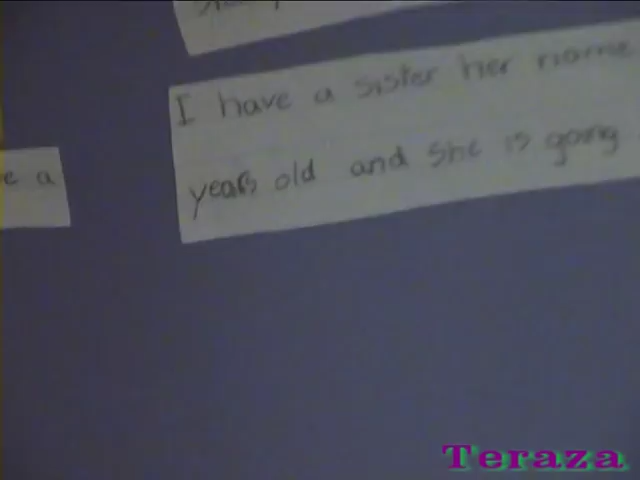 e a
I have a sister her name
years old and she is going
Teraza